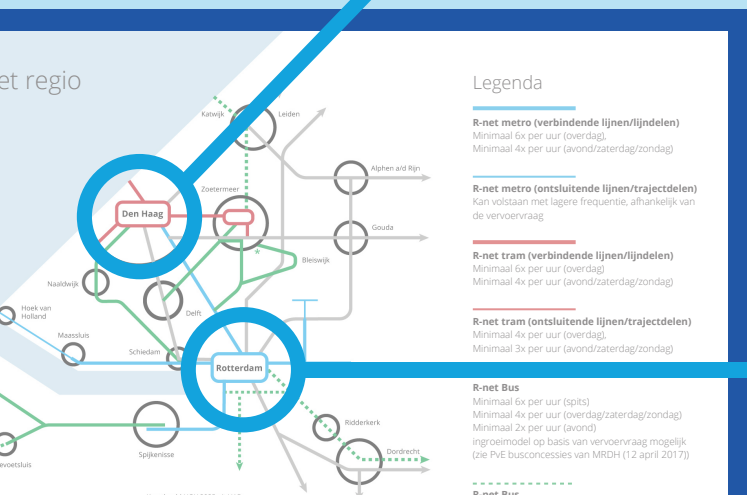 et regio
Katwijk
Leiden
Alphen a/d Rijn
Zoetermeer
Den Haag
Gouda
*
Bleiswijk
Naaldwijk
Hoek van
Holland
Delft
Maassluis
Schiedam
Rotterdam
Ridderkerk
Dordrecht
Spijkenisse
evoetsluis
Legenda
R-net metro (verbindende lijnen/lijndelen)
Minimaal 6x per uur (overdag),
Minimaal 4x per uur (avond/zaterdag/zondag)
R-net metro (ontsluitende lijnen/trajectdelen)
Kan volstaan met lagere frequentie, afhankelijk van
de vervoervraag
R-net tram (verbindende lijnen/lijndelen)
Minimaal 6x per uur (overdag)
Minimaal 4x per uur (avond/zaterdag/zondag)
R-net tram (ontsluitende lijnen/trajectdelen)
Minimaal 4x per uur (overdag),
Minimaal 3x per uur (avond/zaterdag/zondag)
R-net Bus
Minimaal 6x per uur (spits)
Minimaal 4x per uur (overdag/zaterdag/zondag)
Minimaal 2x per uur (avond)
ingroeimodel op basis van vervoervraag mogelijk
(zie PvE busconcessies van MRDH (12 april 2017))
R-net Bus